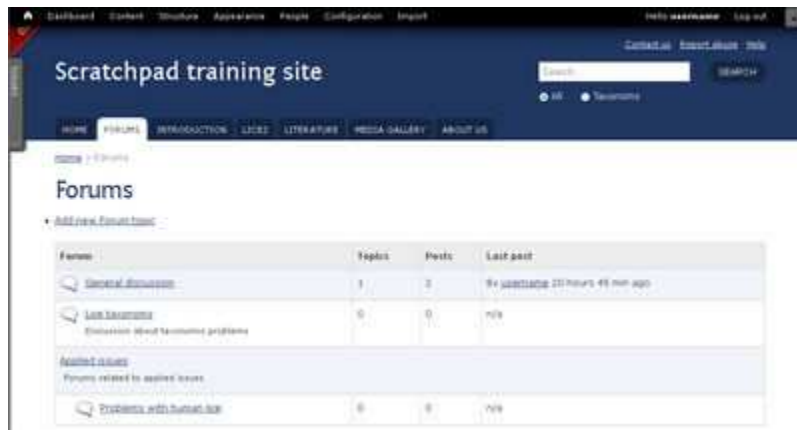 Dashboard Content Structure Appearance People Configuration Import Hello username Log out
Contact us Report abuse Help
Scratchpad training site
Search SEARCH
All Taxonomy
HOME FORUMS INTRODUCTION LICE2 LITERATURE MEDIA GALLERY ABOUT US
Home > Forums
Forums
Add new Forum topic
Forum Topics Posts Last post
General discussion 1 2 By username 20 hours 45 min ago
Lice taxonomy 0 0 n/a
Discussion about taxonomic problems
Applied issues
Forums related to applied issues
Problems with human lice 0 0 n/a